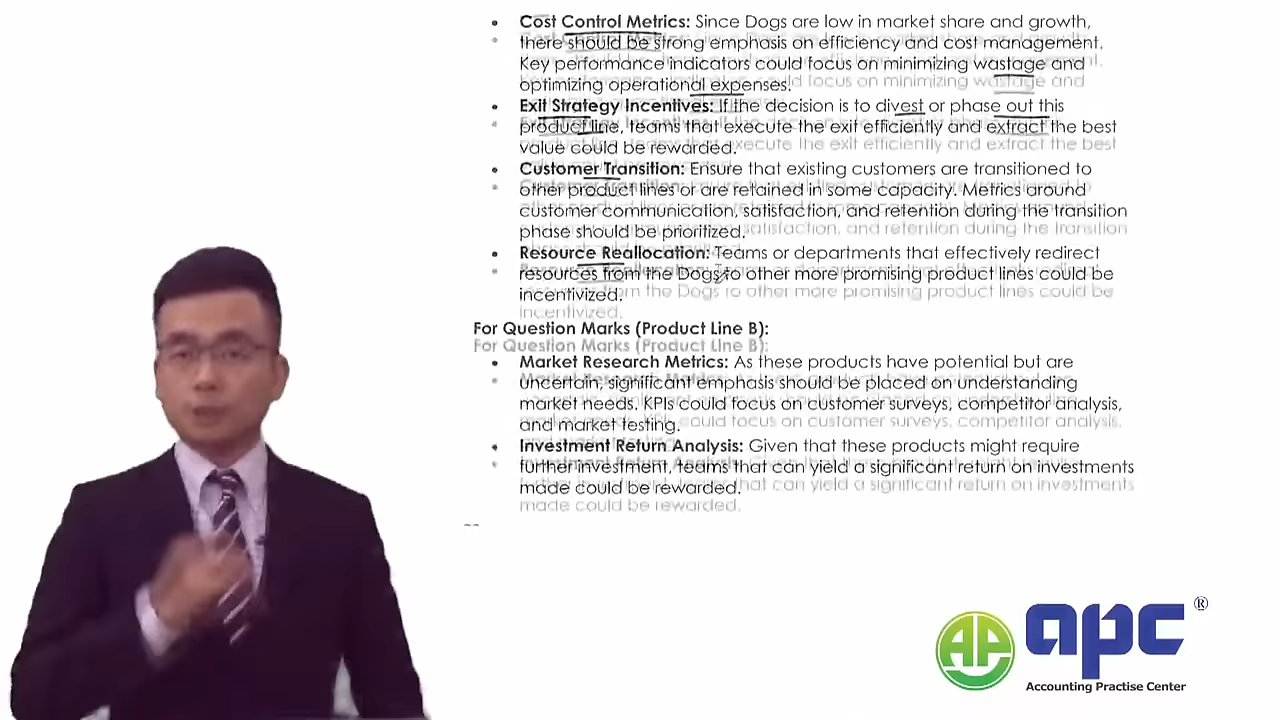 • Cost Control Metrics: Since Dogs are low in market share and growth,
there should be strong emphasis on efficiency and cost management.
Key performance indicators could focus on minimizing wastage and
optimizing operational expenses.
• Exit Strategy Incentives: If the decision is to divest or phase out this
product line, teams that execute the exit efficiently and extract the best
value could be rewarded.
• Customer Transition: Ensure that existing customers are transitioned to
other product lines or are retained in some capacity. Metrics around
customer communication, satisfaction, and retention during the transition
phase should be prioritized.
• Resource Reallocation: Teams or departments that effectively redirect
resources from the Dogs to other more promising product lines could be
incentivized.
For Question Marks (Product Line B):
• Market Research Metrics: As these products have potential but are
uncertain, significant emphasis should be placed on understanding
market needs. KPIs could focus on customer surveys, competitor analysis,
and market testing.
• Investment Return Analysis: Given that these products might require
further investment, teams that can yield a significant return on investments
made could be rewarded.
AP apc ®
Accounting Practise Center